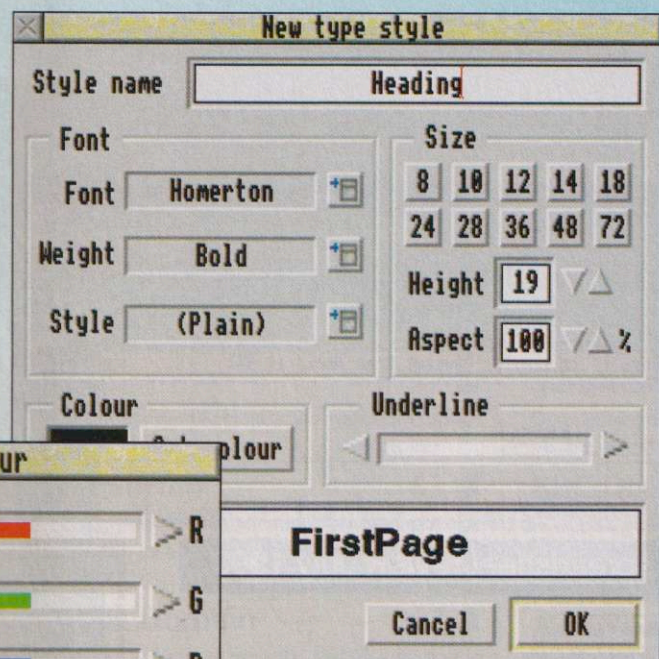 New type style
Style name Heading
Font
Font Homerton
Weight Bold
Style (Plain)
Size
8 10 12 14 18
24 28 36 48 72
Height 19
Aspect 100 %
Colour
colour
Underline
ur
R
G
FirstPage
Cancel OK